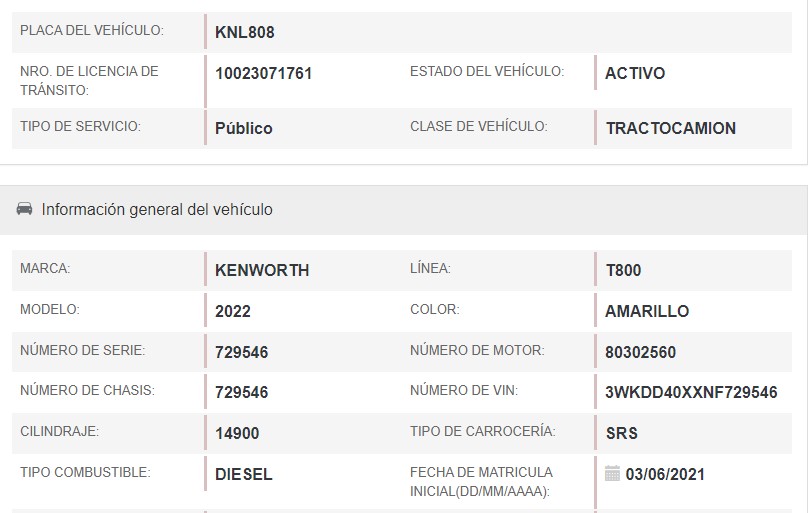 PLACA DEL VEHÍCULO: KNL808
NRO. DE LICENCIA DE TRÁNSITO: 10023071761 ESTADO DEL VEHÍCULO: ACTIVO
TIPO DE SERVICIO: Público CLASE DE VEHÍCULO: TRACTOCAMION
Información general del vehículo
MARCA: KENWORTH LÍNEA: T800
MODELO: 2022 COLOR: AMARILLO
NÚMERO DE SERIE: 729546 NÚMERO DE MOTOR: 80302560
NÚMERO DE CHASIS: 729546 NÚMERO DE VIN: 3WKDD40XXNF729546
CILINDRAJE: 14900 TIPO DE CARROCERÍA: SRS
TIPO COMBUSTIBLE: DIESEL FECHA DE MATRICULA INICIAL(DD/MM/AAAA): 03/06/2021